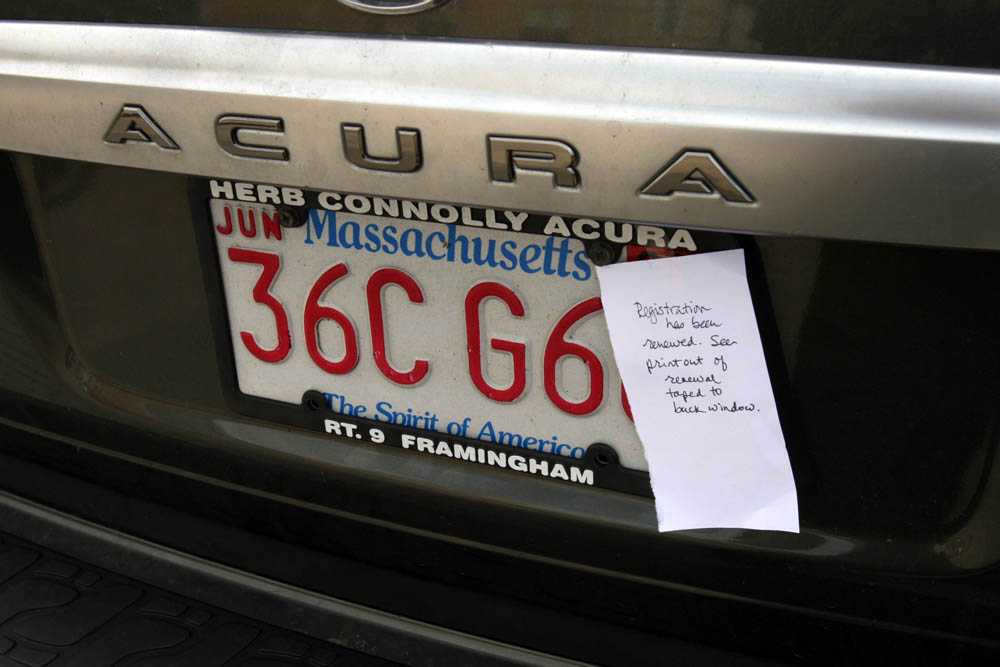 ACURA
HERB CONNOLLY ACURA
JUN
Massachusetts
36C G6
The Spirit of America
RT. 9 FRAMINGHAM
Registration
has been
renewed. See
printout of
renewal
taped to
back window.